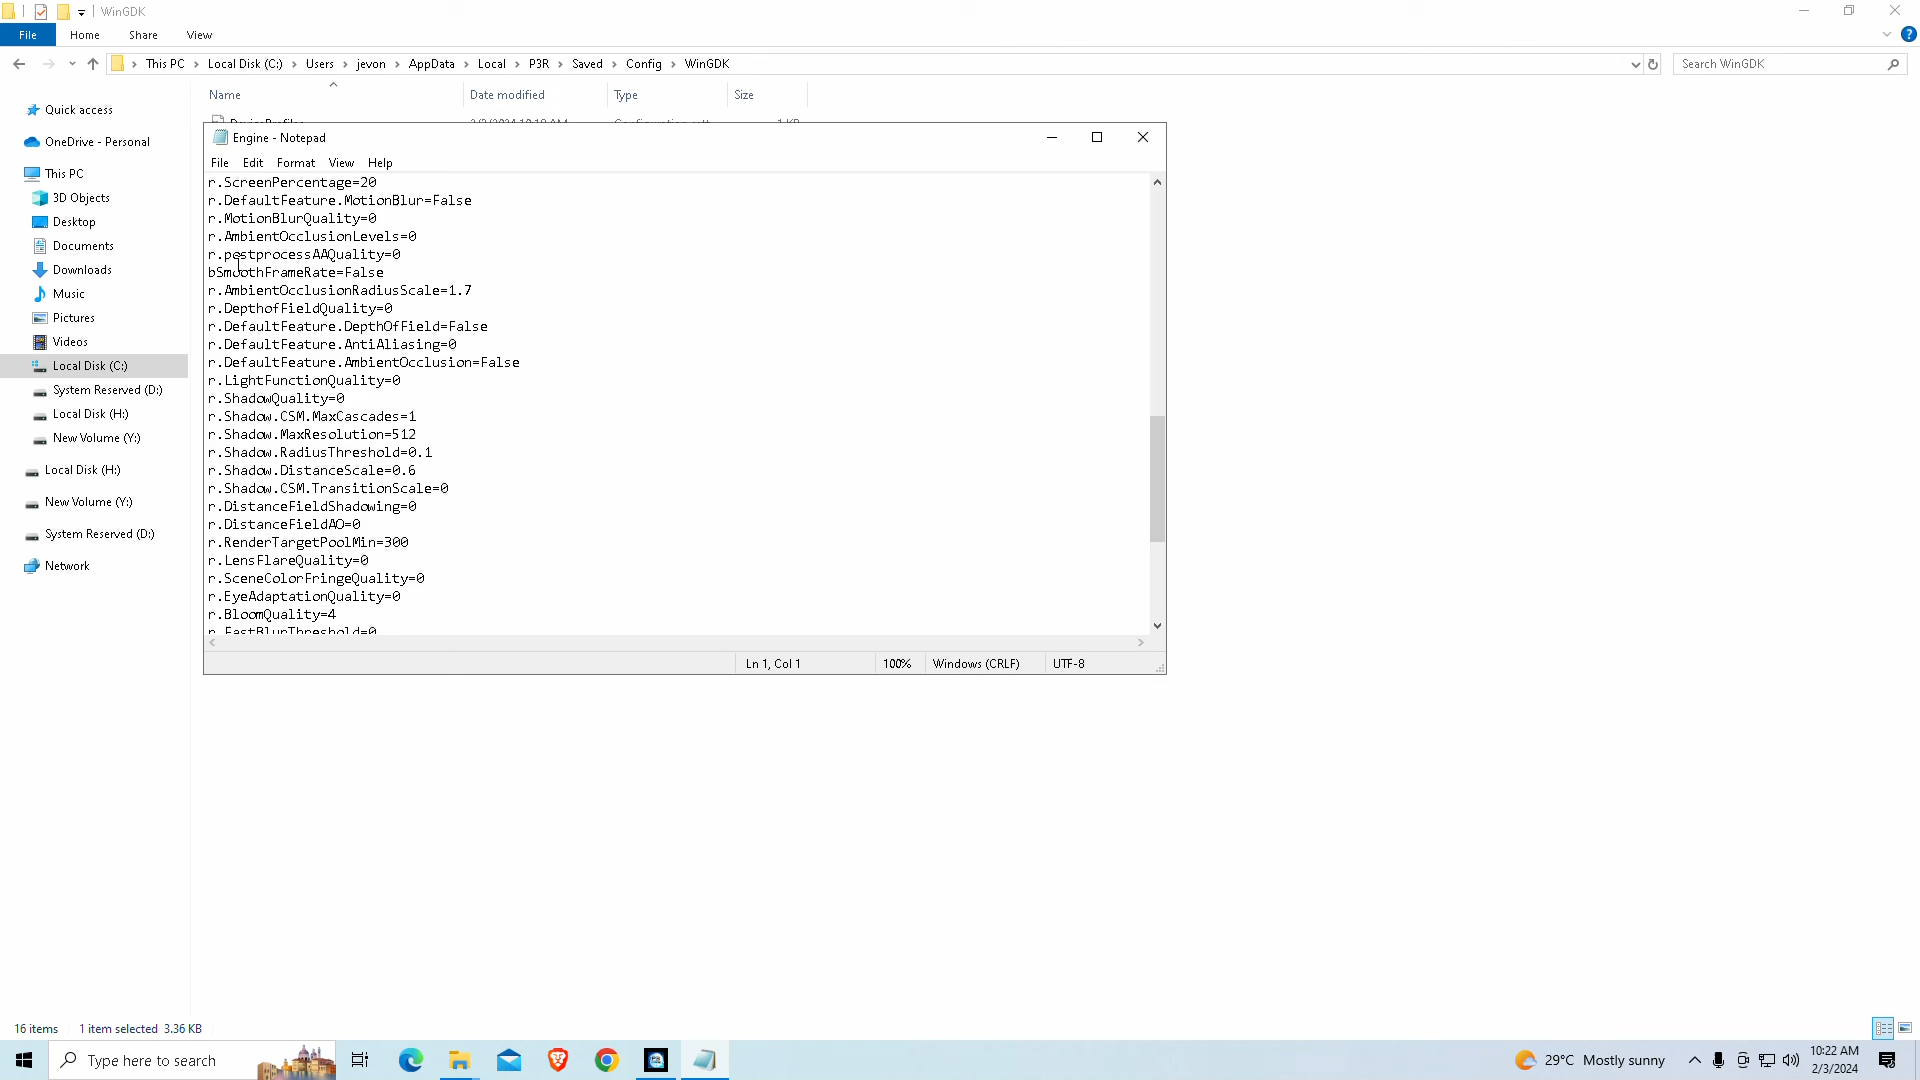 WinGDK
File Home Share View
This PC Local Disk (C:) Users jevon AppData Local P3R Saved Config WinGDK
Search WinGDK
Name Date modified Type Size
Quick access
OneDrive - Personal
This PC
3D Objects
Desktop
Documents
Downloads
Music
Pictures
Videos
Local Disk (C:)
System Reserved (D:)
Local Disk (H:)
New Volume (Y:)
Local Disk (H:)
New Volume (Y:)
System Reserved (D:)
Network
Engine - Notepad
File Edit Format View Help
r.ScreenPercentage=20
r.DefaultFeature.MotionBlur=False
r.MotionBlurQuality=0
r.AmbientOcclusionLevels=0
r.postprocessAAQuality=0
bSmoothFrameRate=False
r.AmbientOcclusionRadiusScale=1.7
r.DepthofFieldQuality=0
r.DefaultFeature.DepthOfField=False
r.DefaultFeature.AntiAliasing=0
r.DefaultFeature.AmbientOcclusion=False
r.LightFunctionQuality=0
r.ShadowQuality=0
r.Shadow.CSM.MaxCascades=1
r.Shadow.MaxResolution=512
r.Shadow.RadiusThreshold=0.1
r.Shadow.DistanceScale=0.6
r.Shadow.CSM.TransitionScale=0
r.DistanceFieldShadowing=0
r.DistanceFieldAO=0
r.RenderTargetPoolMin=300
r.LensFlareQuality=0
r.SceneColorFringeQuality=0
r.EyeAdaptationQuality=0
r.BloomQuality=4
r.FastBlurThreshold=0
Ln 1, Col 1 100% Windows (CRLF) UTF-8
16 items 1 item selected 3.36 KB
Type here to search
29°C Mostly sunny
10:22 AM
2/3/2024